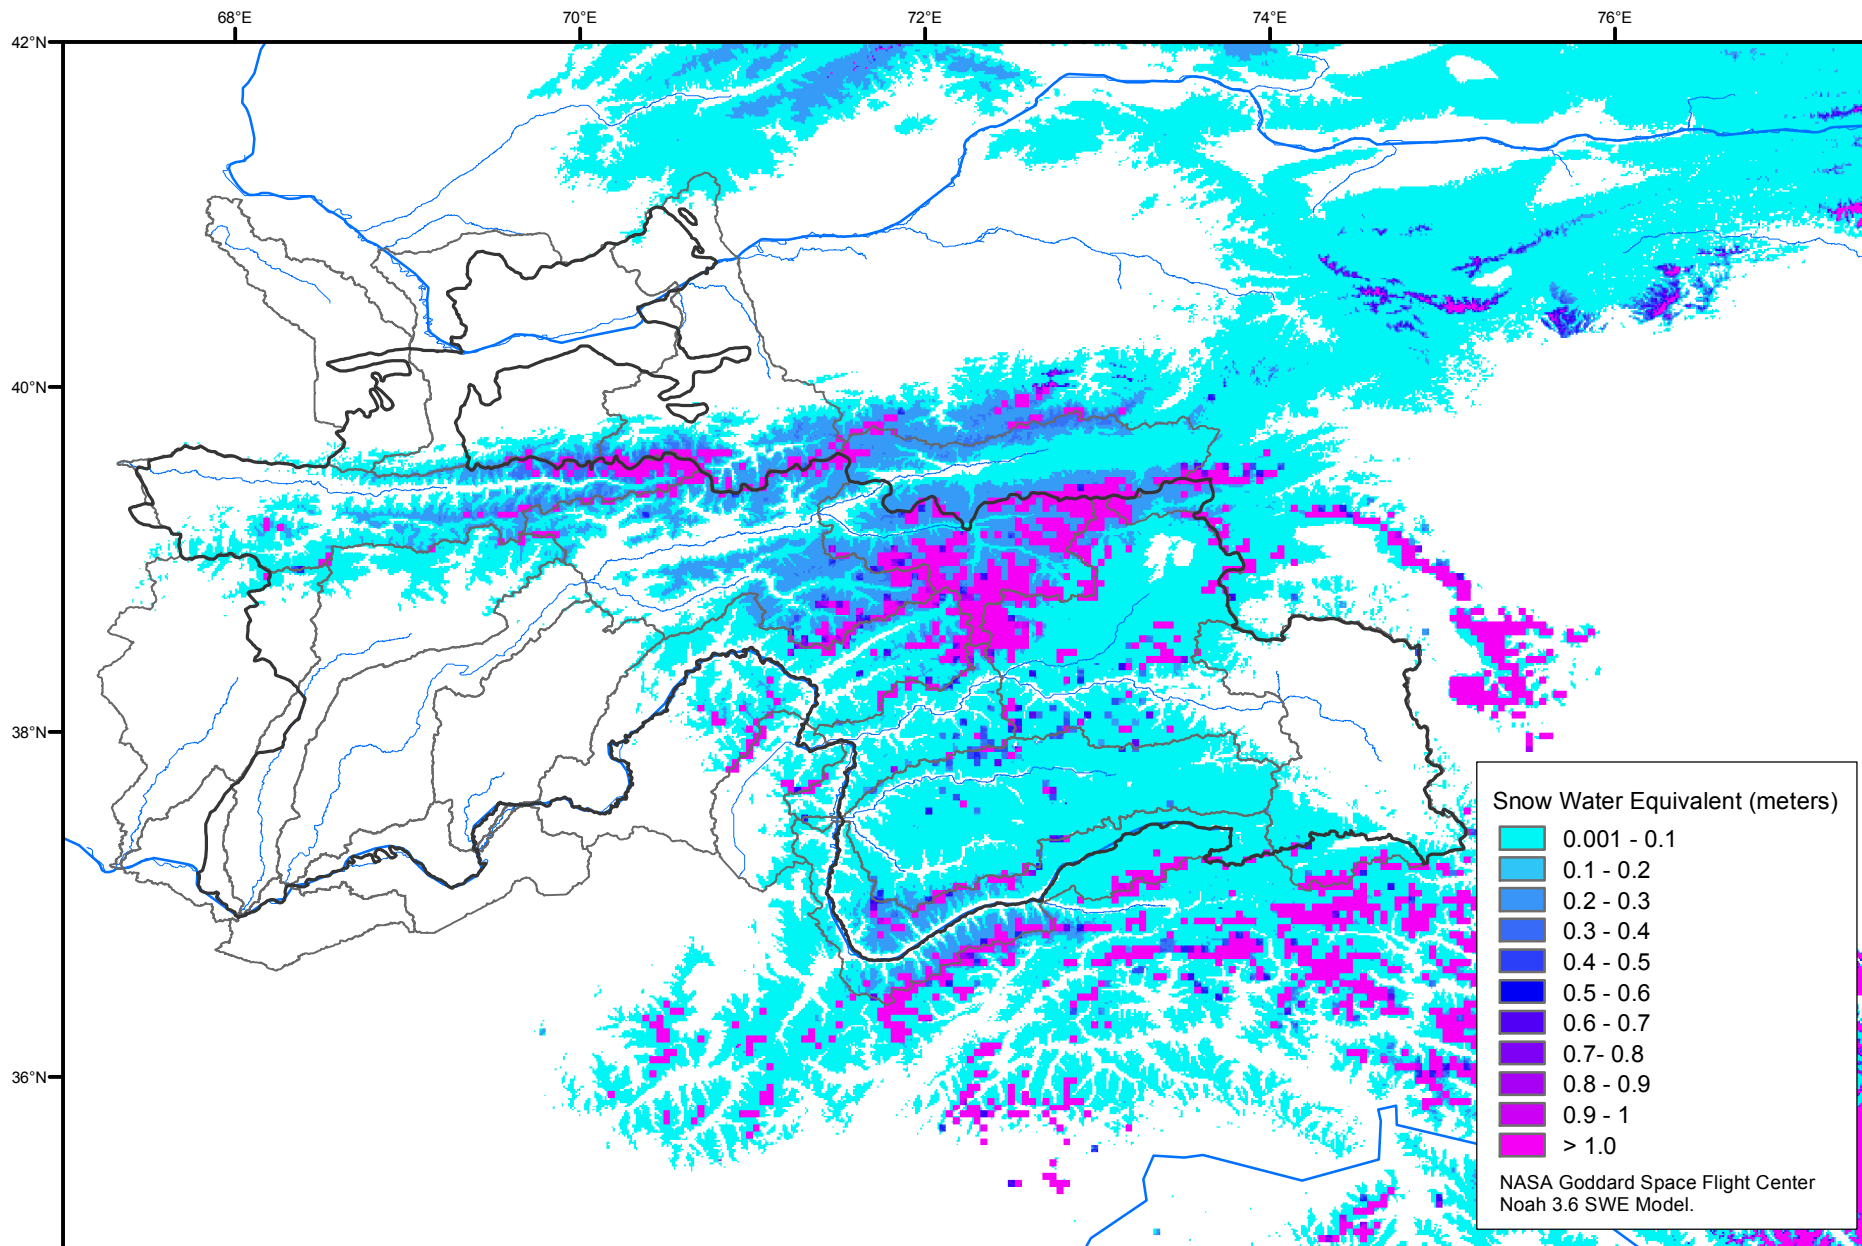 68°E
70°E
72°E
74°E
76°E
42°N
40°N
38°N
36°N
Snow Water Equivalent (meters)
0.001 - 0.1
0.1 - 0.2
0.2 - 0.3
0.3 - 0.4
0.4 - 0.5
0.5 - 0.6
0.6 - 0.7
0.7- 0.8
0.8 - 0.9
0.9 - 1
> 1.0
NASA Goddard Space Flight Center
Noah 3.6 SWE Model.